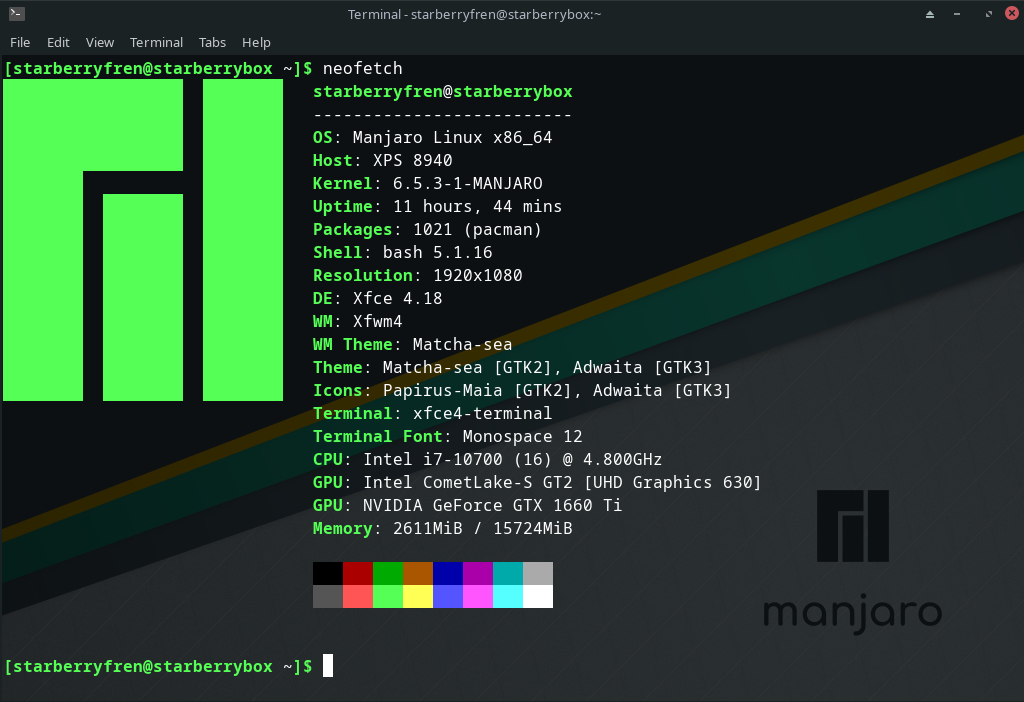 Terminal - starberryfren@starberrybox:~
File Edit View Terminal Tabs Help
[starberryfren@starberrybox ~]$ neofetch
starberryfren@starberrybox
--------------------------
OS: Manjaro Linux x86_64
Host: XPS 8940
Kernel: 6.5.3-1-MANJARO
Uptime: 11 hours, 44 mins
Packages: 1021 (pacman)
Shell: bash 5.1.16
Resolution: 1920x1080
DE: Xfce 4.18
WM: Xfwm4
WM Theme: Matcha-sea
Theme: Matcha-sea [GTK2], Adwaita [GTK3]
Icons: Papirus-Maia [GTK2], Adwaita [GTK3]
Terminal: xfce4-terminal
Terminal Font: Monospace 12
CPU: Intel i7-10700 (16) @ 4.800GHz
GPU: Intel CometLake-S GT2 [UHD Graphics 630]
GPU: NVIDIA GeForce GTX 1660 Ti
Memory: 2611MiB / 15724MiB
manjaro
[starberryfren@starberrybox ~]$